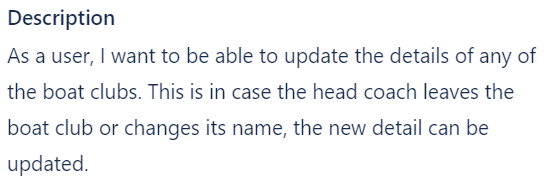 Description
As a user, I want to be able to update the details of any of
the boat clubs. This is in case the head coach leaves the
boat club or changes its name, the new detail can be
updated.